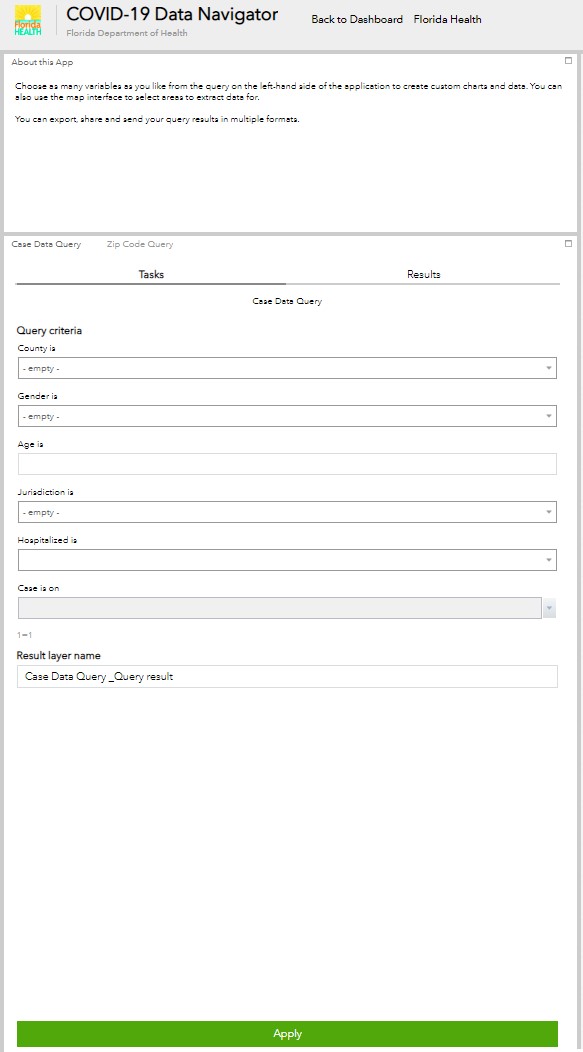 Florida
HEALTH
COVID-19 Data Navigator
Florida Department of Health
Back to Dashboard Florida Health
About this App
Choose as many variables as you like from the query on the left-hand side of the application to create custom charts and data. You can
also use the map interface to select areas to extract data for.
You can export, share and send your query results in multiple formats.
Case Data Query Zip Code Query
Tasks Results
Case Data Query
Query criteria
County is
- empty -
Gender is
- empty -
Age is
Jurisdiction is
- empty -
Hospitalized is
Case is on
1=1
Result layer name
Case Data Query _Query result
Apply